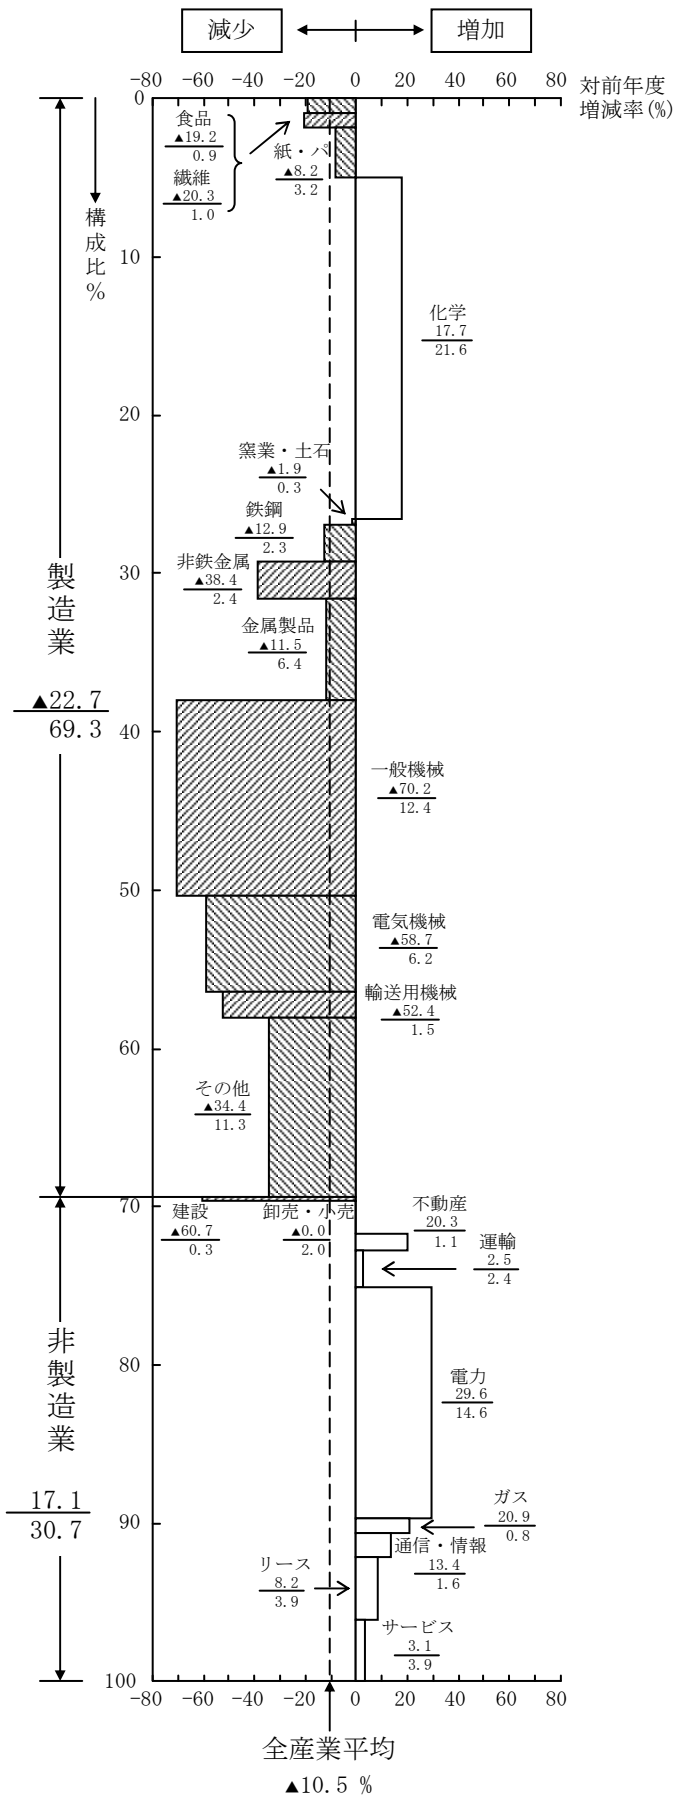 減少 増加
-80 -60 -40 -20 0 20 40 60 80 対前年度
増減率(%)
0
食品
▲19.2
0.9
繊維
▲20.3
1.0
紙・パ
▲8.2
3.2
構成比%
10
化学
17.7
21.6
20
窯業・土石
▲1.9
0.3
鉄鋼
▲12.9
2.3
非鉄金属
▲38.4
2.4
30
製造業
▲22.7
69.3
金属製品
▲11.5
6.4
40
一般機械
▲70.2
12.4
50
電気機械
▲58.7
6.2
輸送用機械
▲52.4
1.5
60
その他
▲34.4
11.3
70
建設
▲60.7
0.3
卸売・小売
▲0.0
2.0
不動産
20.3
1.1
運輸
2.5
2.4
80
非製造業
17.1
30.7
電力
29.6
14.6
90
ガス
20.9
0.8
通信・情報
13.4
1.6
リース
8.2
3.9
サービス
3.1
3.9
100
-80 -60 -40 -20 0 20 40 60 80
全産業平均
▲10.5 %